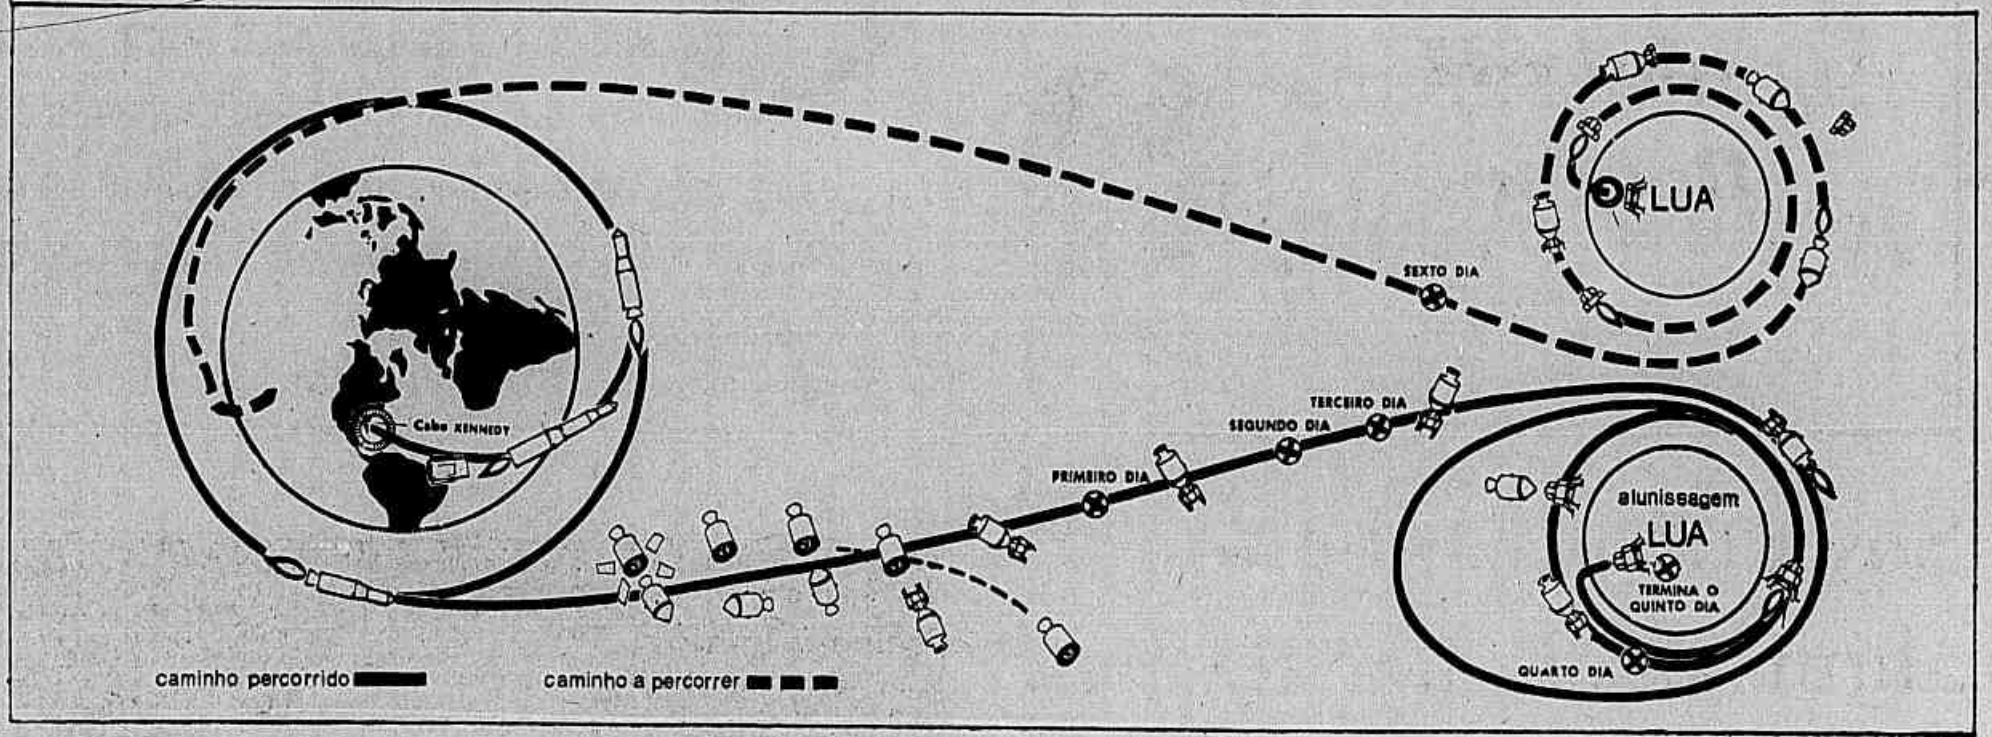 LUA
SEXTO DIA
TERCEIRO DIA
SEGUNDO DIA
PRIMEIRO DIA
Cabo KENNEDY
alunissagem
LUA
TERMINA O
QUINTO DIA
QUARTO DIA
caminho percorrido
caminho a percorrer